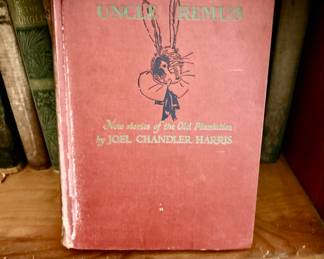 UNCLE REMUS
New stories of the Old Plantation
by JOEL CHANDLER HARRIS